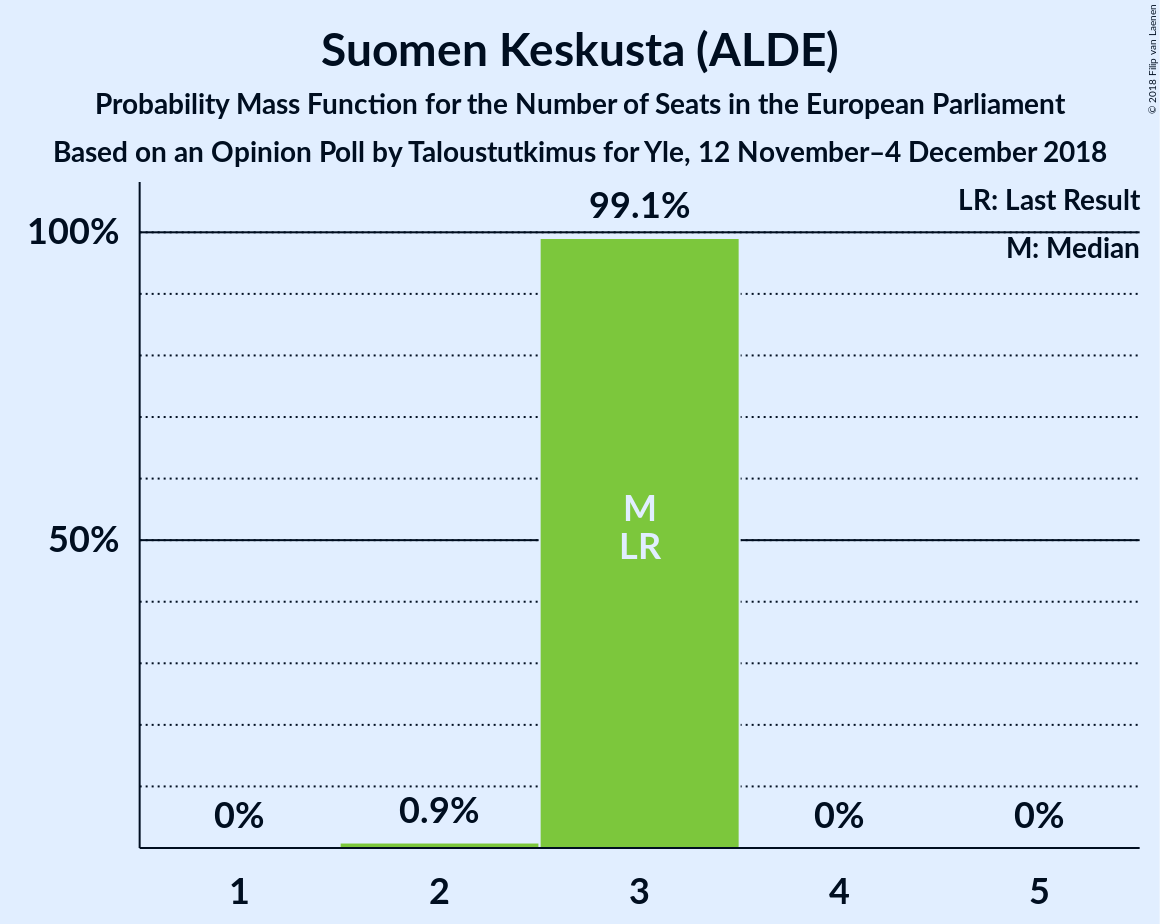 Suomen Keskusta (ALDE)
Probability Mass Function for the Number of Seats in the European Parliament
Based on an Opinion Poll by Taloustutkimus for Yle, 12 November–4 December 2018
© 2018 Filip van Laenen
LR: Last Result
M: Median
100%
50%
99.1%
M
LR
0%
0.9%
0%
0%
1
2
3
4
5